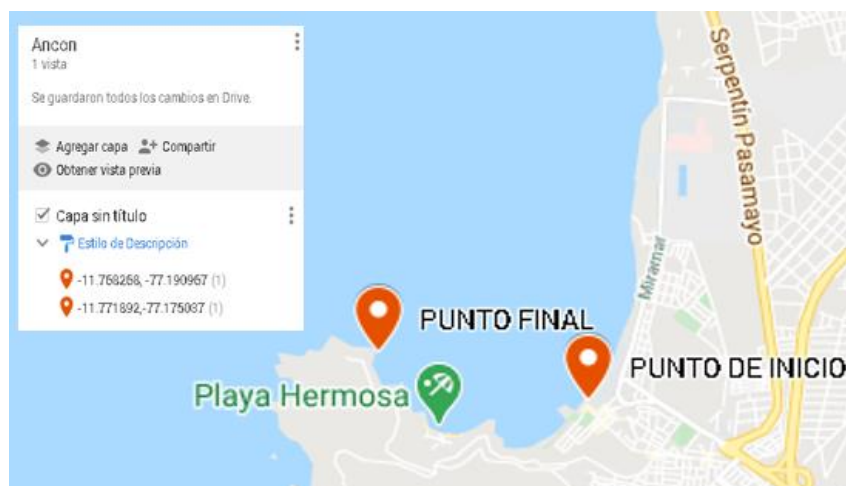 Ancon
1 vista
Se guardaron todos los cambios en Drive.
Agregar capa Compartir
Obtener vista previa
Capa sin título
Estilo de Descripción
-11.768268, -77.190967 (1)
-11.771892,-77.175037 (1)
Serpentín Pasamayo
Miramar
PUNTO FINAL
PUNTO DE INICIO
Playa Hermosa